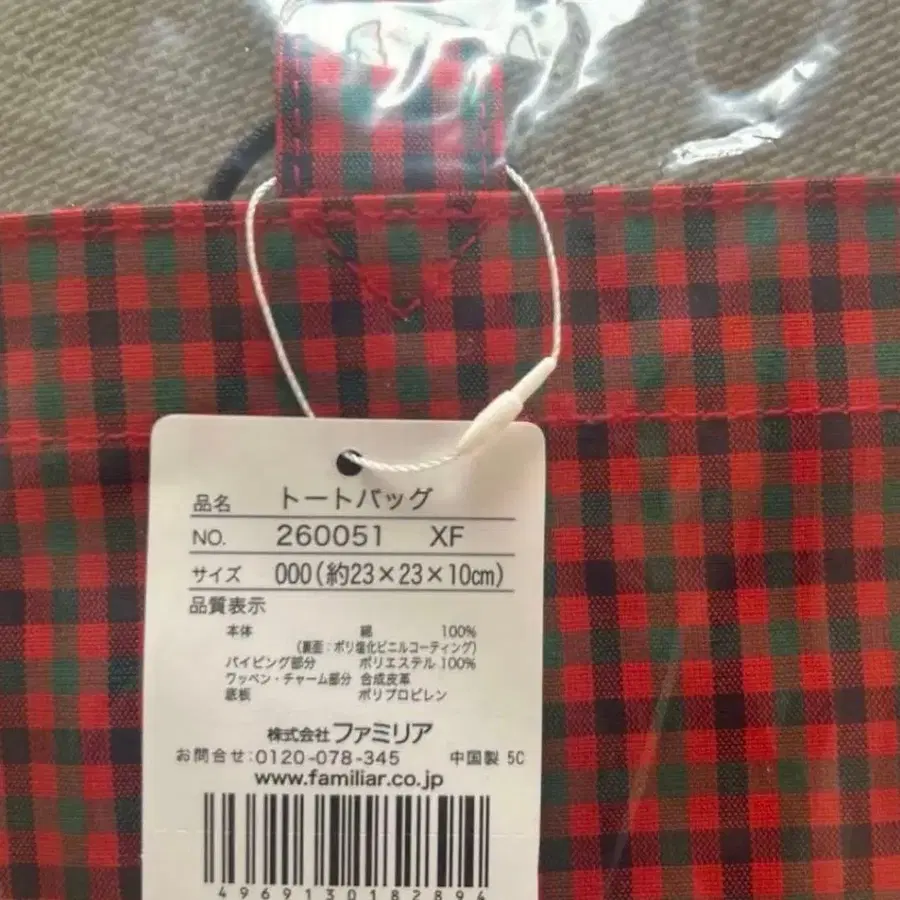 品名 トートバッグ
NO. 260051 XF
サイズ 000(約23×23×10cm)
品質表示
本体 綿 100%
(裏面:ポリ塩化ビニルコーティング)
パイピング部分 ポリエステル100%
ワッペン・チャーム部分 合成皮革
底板 ポリプロピレン
株式会社ファミリア
お問合せ:0120-078-345 中国製 5C
www.familiar.co.jp
4969130182894